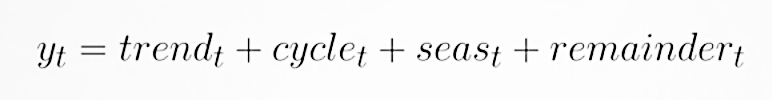 y_t = trend_t + cycle_t + seas_t + remainder_t